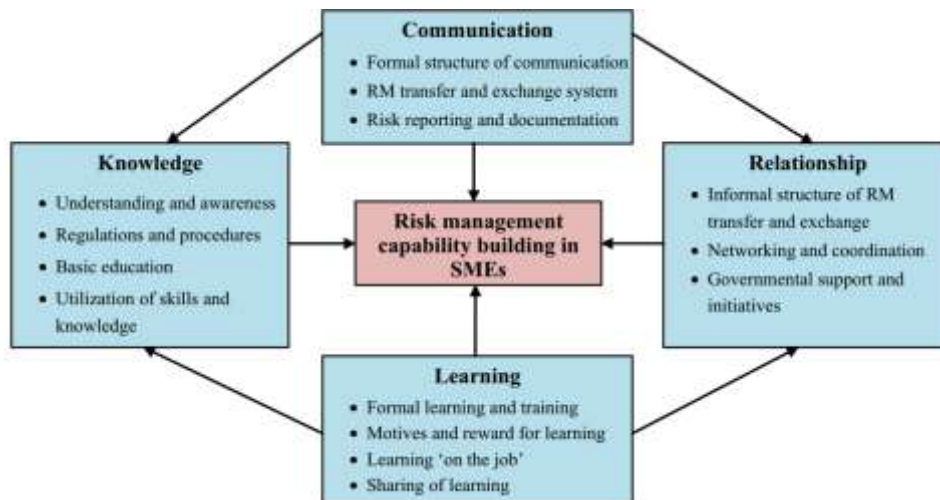 Communication
• Formal structure of communication
• RM transfer and exchange system
• Risk reporting and documentation
Knowledge
• Understanding and awareness
• Regulations and procedures
• Basic education
• Utilization of skills and
knowledge
Risk management
capability building in
SMEs
Relationship
• Informal structure of RM
transfer and exchange
• Networking and coordination
• Governmental support and
initiatives
Learning
• Formal learning and training
• Motives and reward for learning
• Learning ‘on the job’
• Sharing of learning